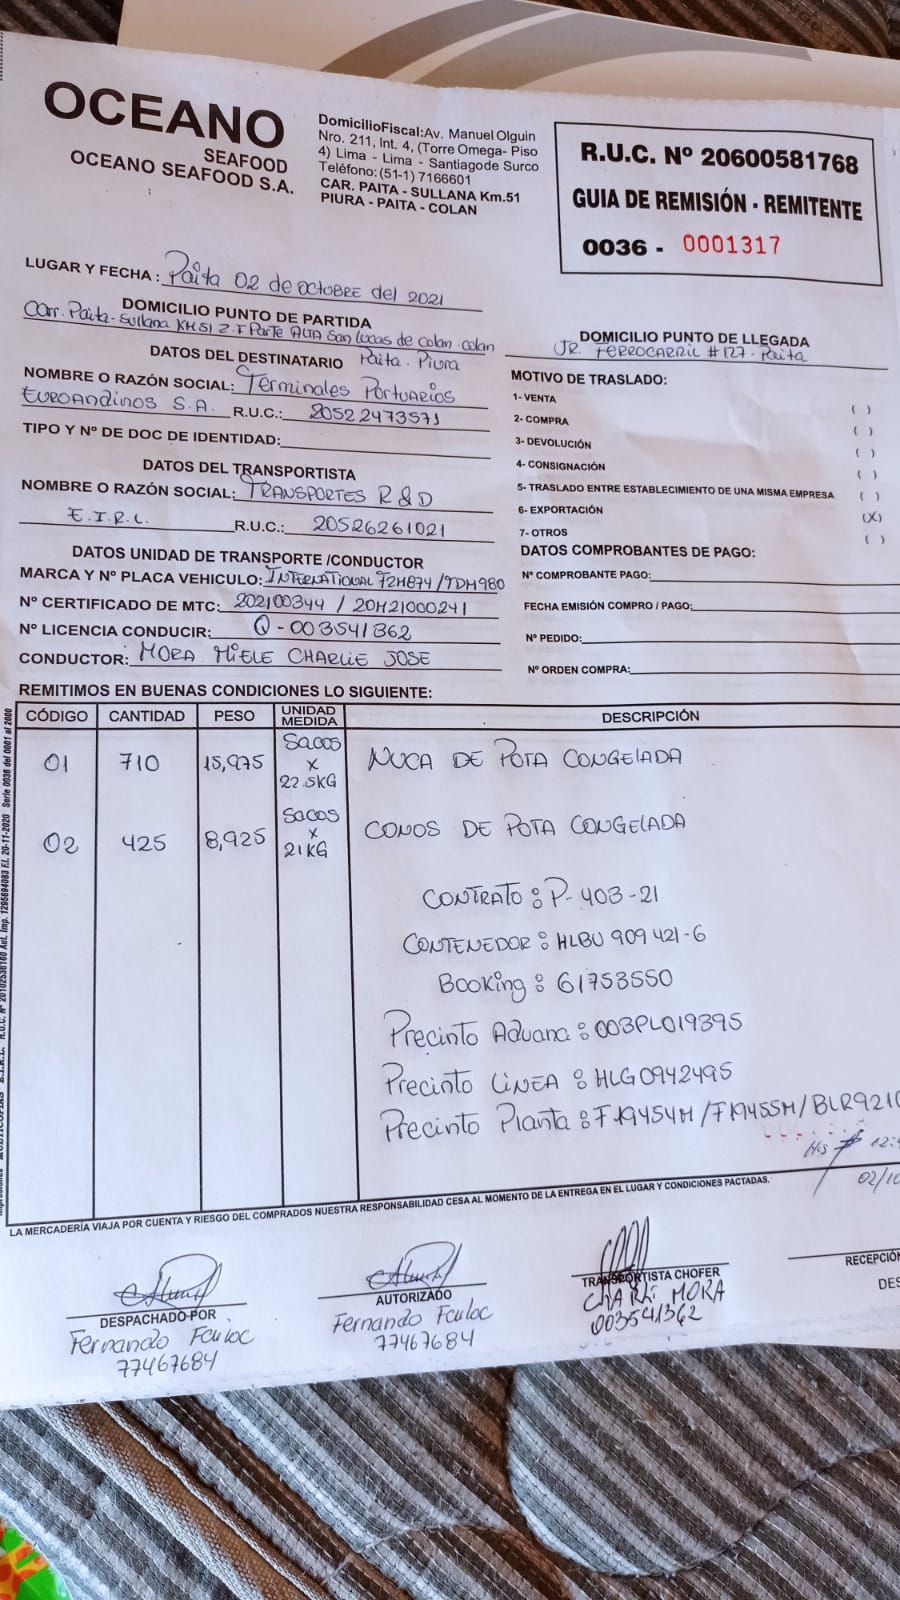 OCEANO
SEAFOOD
OCEANO SEAFOOD S.A.
DomicilioFiscal:Av. Manuel Olguin
Nro. 211, Int. 4, (Torre Omega- Piso
4) Lima - Lima - Santiagode Surco
Teléfono:(51-1) 7166601
CAR. PAITA - SULLANA Km.51
PIURA - PAITA - COLAN
R.U.C. Nº 20600581768
GUIA DE REMISIÓN - REMITENTE
0036 - 0001317
LUGAR Y FECHA : Paita 02 de octubre del 2021
DOMICILIO PUNTO DE PARTIDA
Carr. Paita-Sullana KM51 Z.I Parte Alta San Lucas de Colan-Colan
Paita-Piura
DOMICILIO PUNTO DE LLEGADA
JR. FERROCARRIL #127-Paita
DATOS DEL DESTINATARIO
NOMBRE O RAZÓN SOCIAL: Terminales Portuarios
Euroandinos S.A. R.U.C.: 20522473571
TIPO Y Nº DE DOC DE IDENTIDAD:
DATOS DEL TRANSPORTISTA
NOMBRE O RAZÓN SOCIAL: TRANSPORTES R&D
E.I.R.L. R.U.C.: 20526261021
DATOS UNIDAD DE TRANSPORTE /CONDUCTOR
MARCA Y Nº PLACA VEHICULO: INTERNATIONAL
Nº CERTIFICADO DE MTC: 202100344 / 20M21000241
Nº LICENCIA CONDUCIR: Q-003541362
CONDUCTOR: MORA MIELE CHARLIE JOSE
MOTIVO DE TRASLADO:
1- VENTA ( )
2- COMPRA ( )
3- DEVOLUCIÓN ( )
4- CONSIGNACIÓN ( )
5- TRASLADO ENTRE ESTABLECIMIENTO DE UNA MISMA EMPRESA ( )
6- EXPORTACIÓN (X)
7- OTROS ( )
DATOS COMPROBANTES DE PAGO:
Nº COMPROBANTE PAGO:
FECHA EMISIÓN COMPRO / PAGO:
Nº PEDIDO:
Nº ORDEN COMPRA:
REMITIMOS EN BUENAS CONDICIONES LO SIGUIENTE:
CÓDIGO CANTIDAD PESO UNIDAD MEDIDA DESCRIPCIÓN
01 710 15,975 Sacos x 22.5KG NUCA DE POTA CONGELADA
02 425 8,925 Sacos x 21KG CONOS DE POTA CONGELADA
CONTRATO : P-403-21
CONTENEDOR : HLBU 909 421-6
Booking : 61753550
Precinto Aduana : 003PL019395
Precinto LINEA : HLG0942495
Precinto Planta : F19454M/F19455M/BLR9210
02/10
LA MERCADERÍA VIAJA POR CUENTA Y RIESGO DEL COMPRADOS NUESTRA RESPONSABILIDAD CESA AL MOMENTO DE LA ENTREGA EN EL LUGAR Y CONDICIONES PACTADAS.
DESPACHADO POR
Fernando
77467684
AUTORIZADO
Fernando
77467684
TRANSPORTISTA CHOFER
CHARLI MORA
003541362
RECEPCIÓN
DES